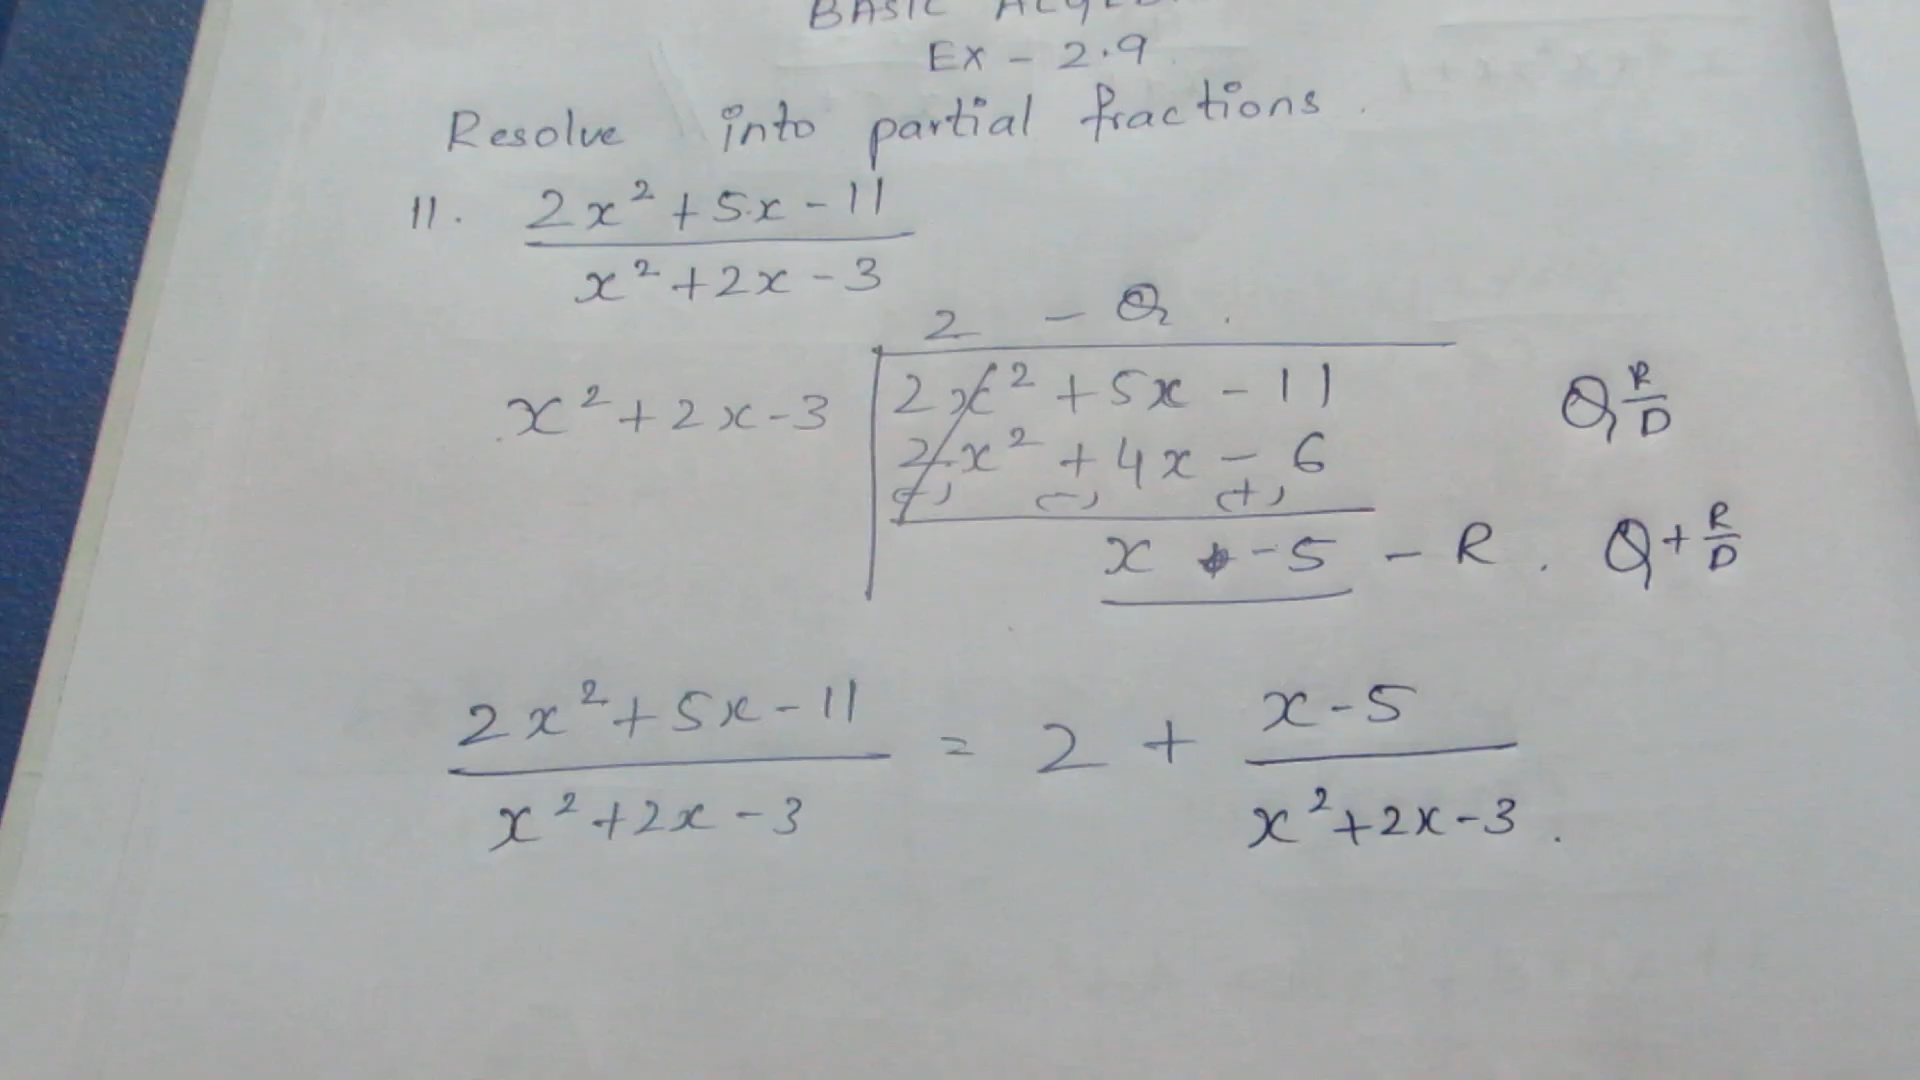 BASIC
EX - 2.9
Resolve into partial fractions.
11. 2x² + 5x - 11
x² + 2x - 3
2 - Q.
x² + 2x - 3 2x² + 5x - 11 Q R/D
2x² + 4x - 6
(-) (-) (+)
x - 5 - R. Q + R/D
2x² + 5x - 11 = 2 + x - 5
x² + 2x - 3 x² + 2x - 3.